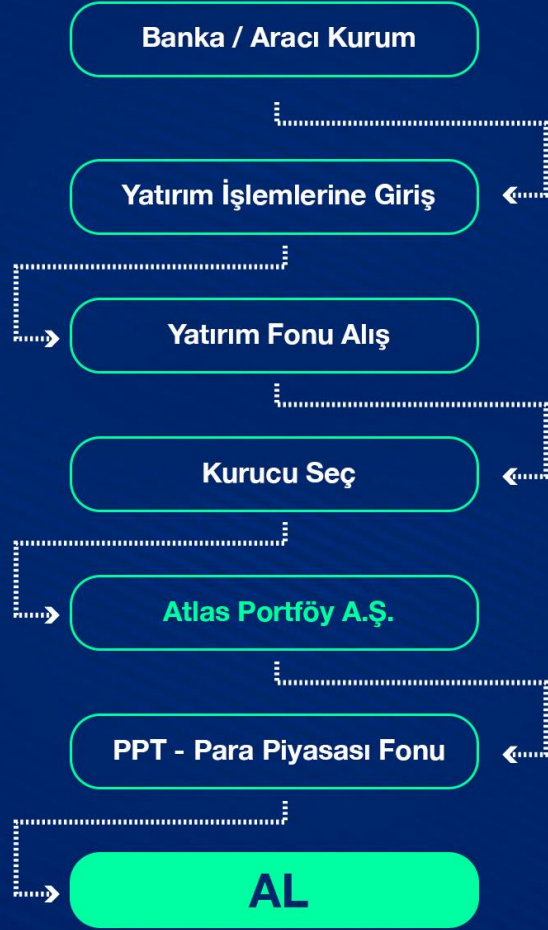 Banka / Aracı Kurum
Yatırım İşlemlerine Giriş
Yatırım Fonu Alış
Kurucu Seç
Atlas Portföy A.Ş.
PPT - Para Piyasası Fonu
AL